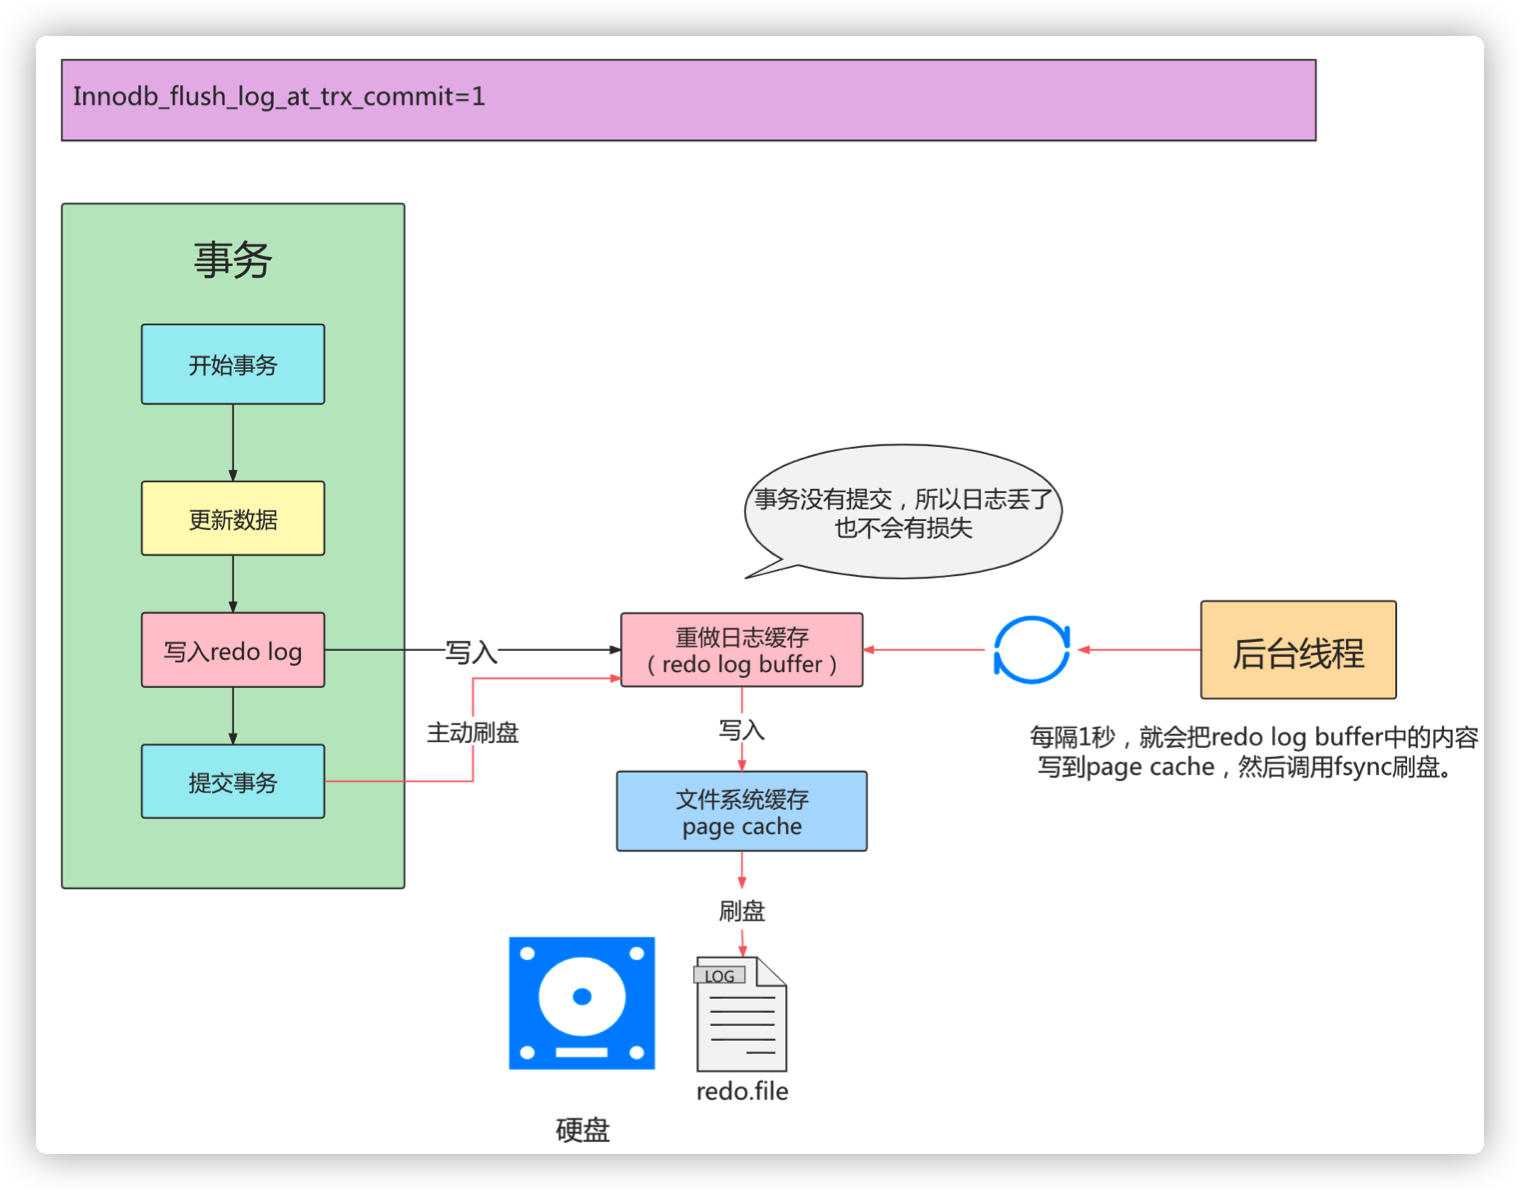 Innodb_flush_log_at_trx_commit=1
事务
开始事务
更新数据
写入redo log
提交事务
写入
主动刷盘
事务没有提交，所以日志丢了
也不会有损失
重做日志缓存
（redo log buffer）
写入
文件系统缓存
page cache
刷盘
LOG
redo.file
硬盘
后台线程
每隔1秒，就会把redo log buffer中的内容
写到page cache，然后调用fsync刷盘。